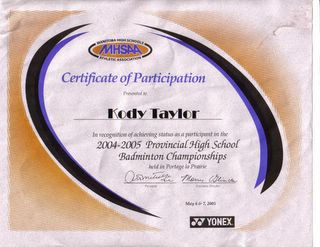 MANITOBA HIGH SCHOOLS
MHSAA
ATHLETIC ASSOCIATION
Certificate of Participation
Presented to
Kody Taylor
In recognition of achieving status as a participant in the
2004-2005 Provincial High School
Badminton Championships
held in Portage la Prairie
President
Executive Director
May 6 & 7, 2005
YONEX